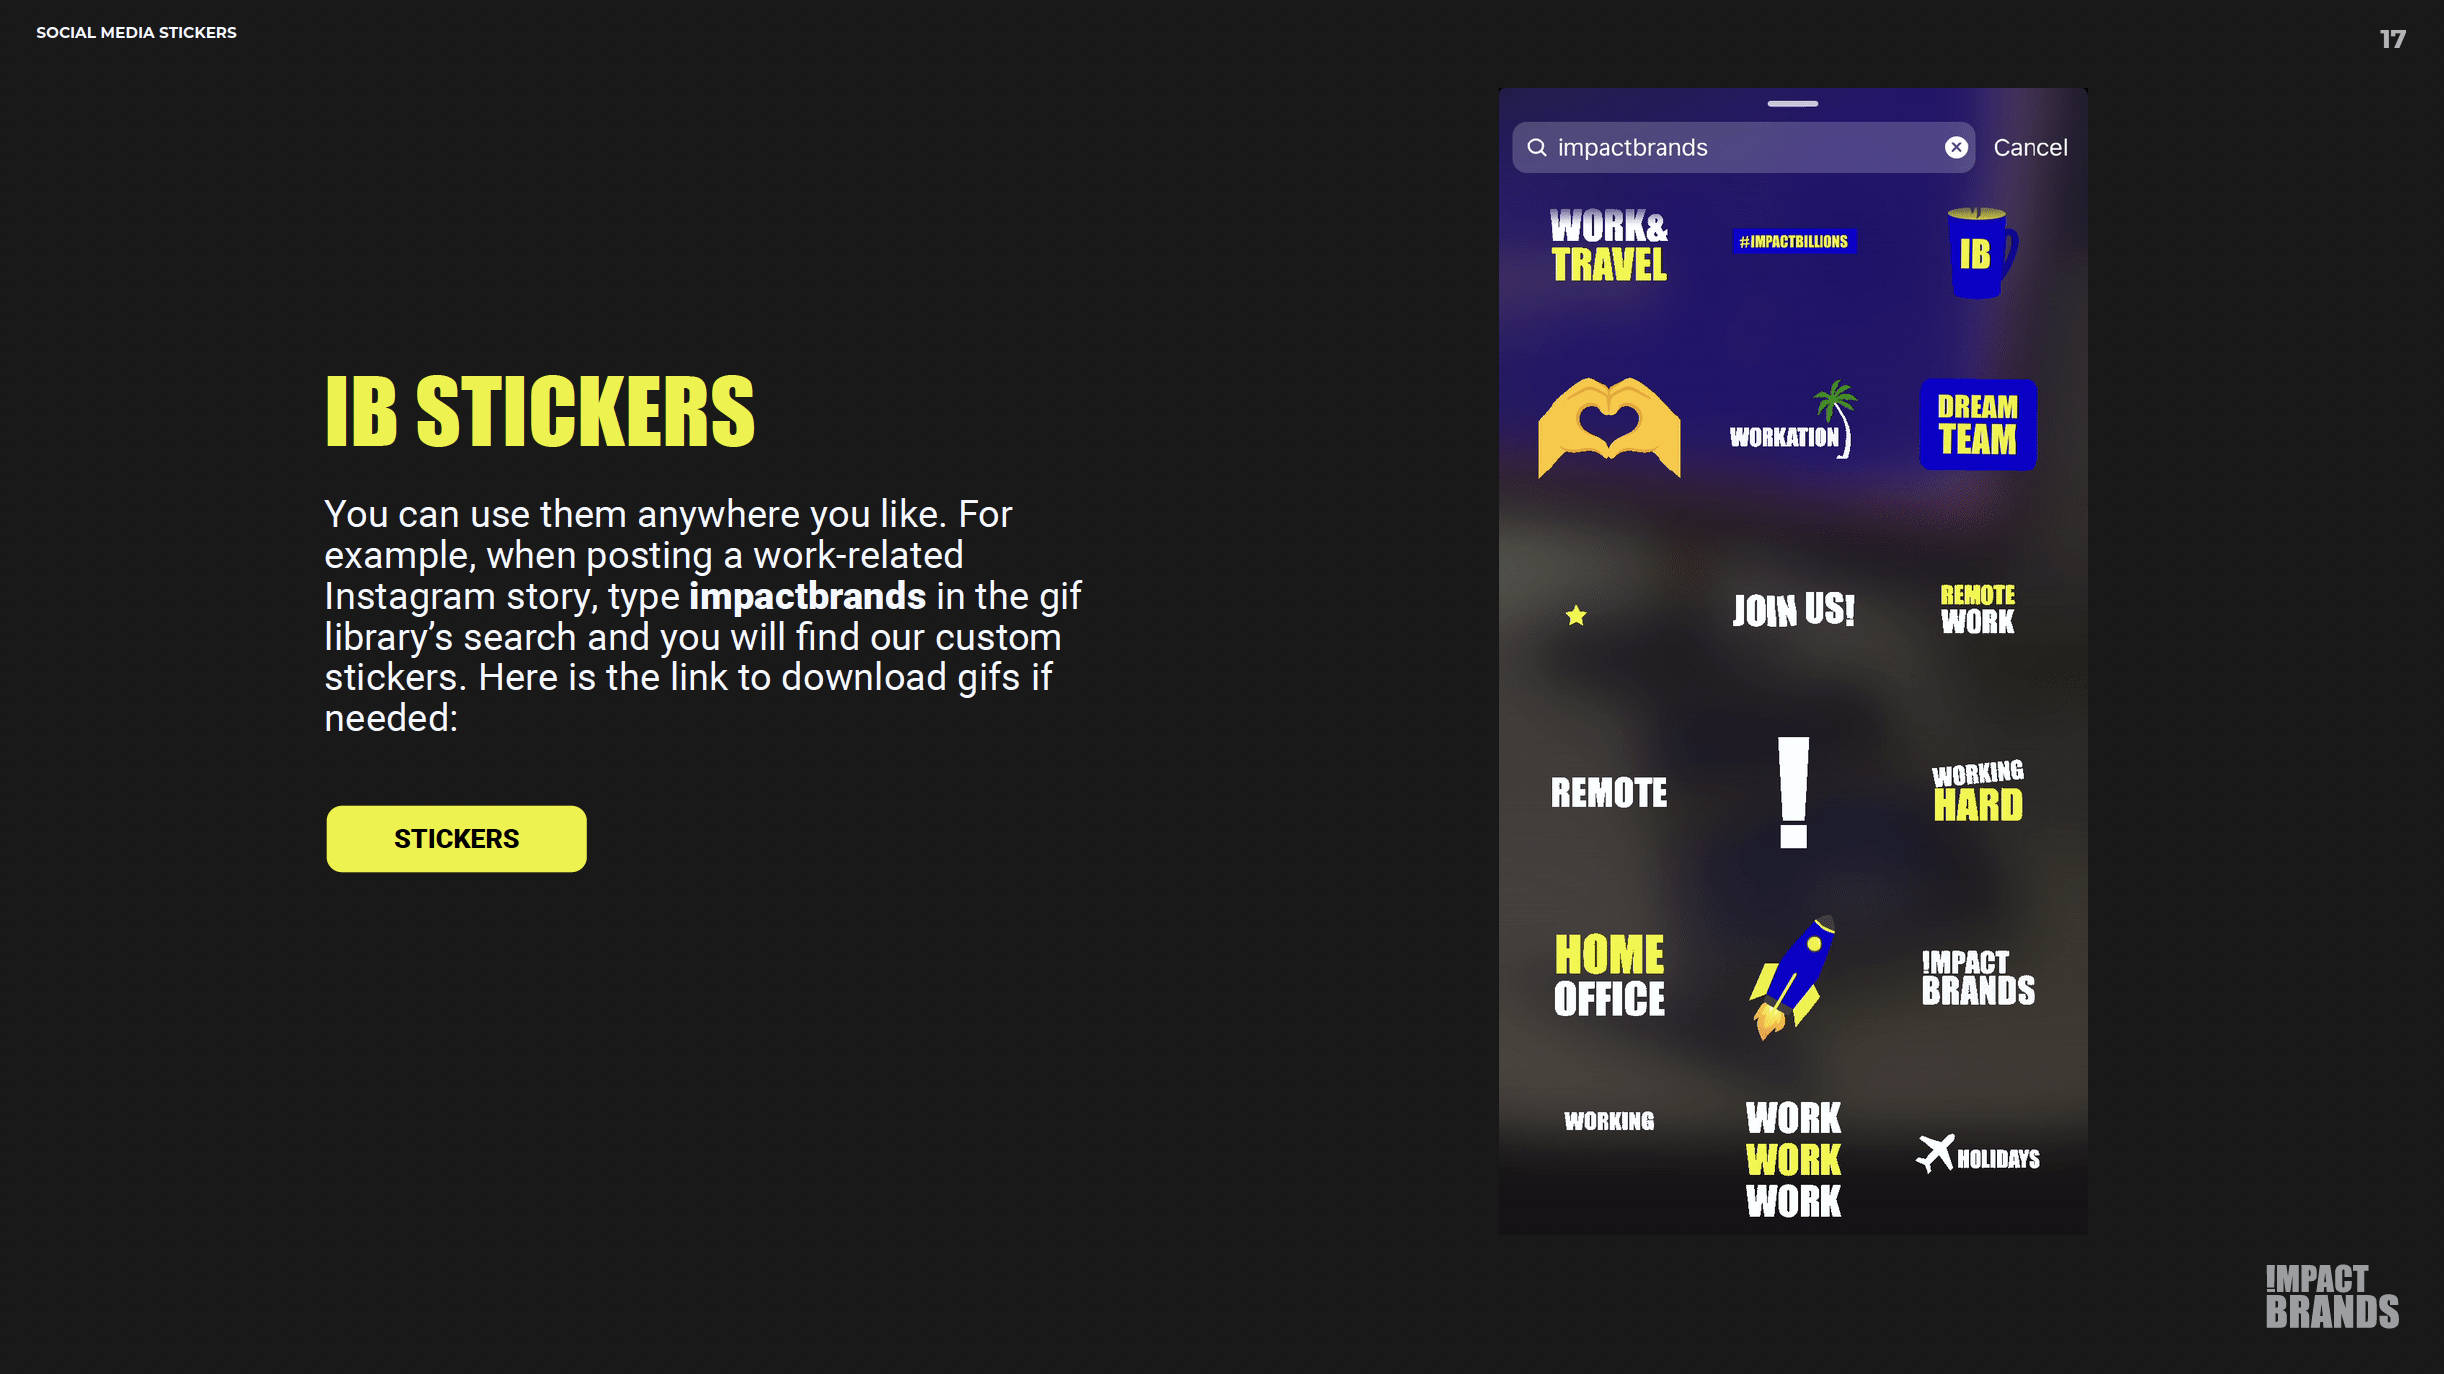 SOCIAL MEDIA STICKERS
17
IB STICKERS
You can use them anywhere you like. For
example, when posting a work-related
Instagram story, type impactbrands in the gif
library’s search and you will find our custom
stickers. Here is the link to download gifs if
needed:
STICKERS
impactbrands
Cancel
WORK&
TRAVEL
#IMPACTBILLIONS
IB
WORKATION
DREAM
TEAM
JOIN US!
REMOTE
WORK
REMOTE
!
WORKING
HARD
HOME
OFFICE
!MPACT
BRANDS
WORKING
WORK
WORK
WORK
HOLIDAYS
!MPACT
BRANDS